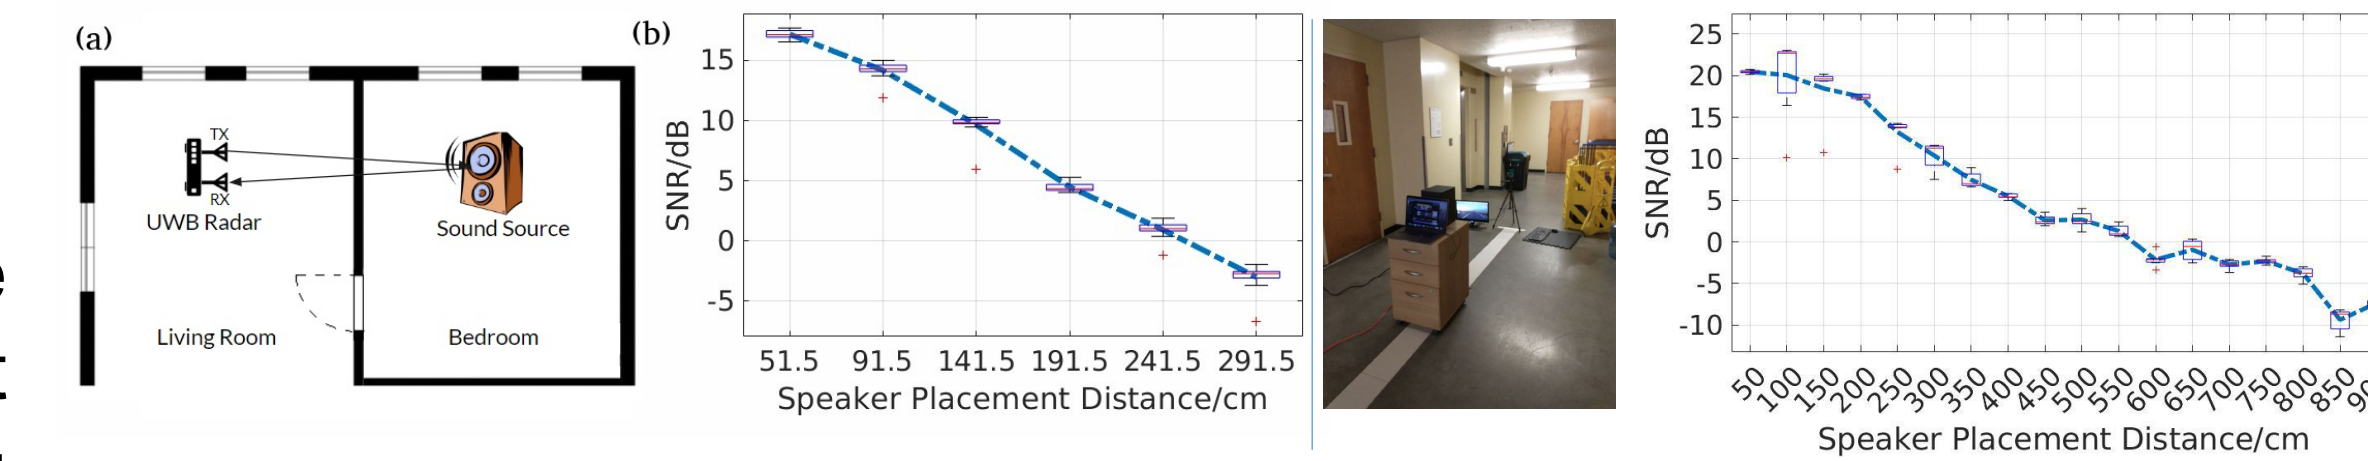 (a)
TX
RX
UWB Radar
Sound Source
Living Room
Bedroom
(b)
SNR/dB
15
10
5
0
-5
51.5 91.5 141.5 191.5 241.5 291.5
Speaker Placement Distance/cm
SNR/dB
25
20
15
10
5
0
-5
-10
50 100 150 200 250 300 350 400 450 500 550 600 650 700 750 800 850
Speaker Placement Distance/cm